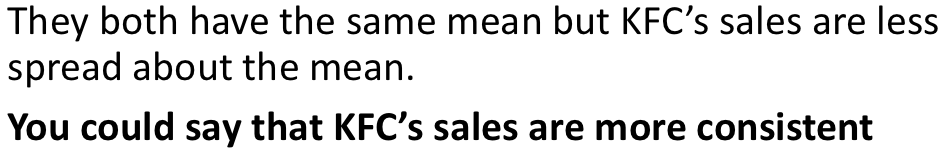 They both have the same mean but KFC’s sales are less
spread about the mean.
You could say that KFC’s sales are more consistent